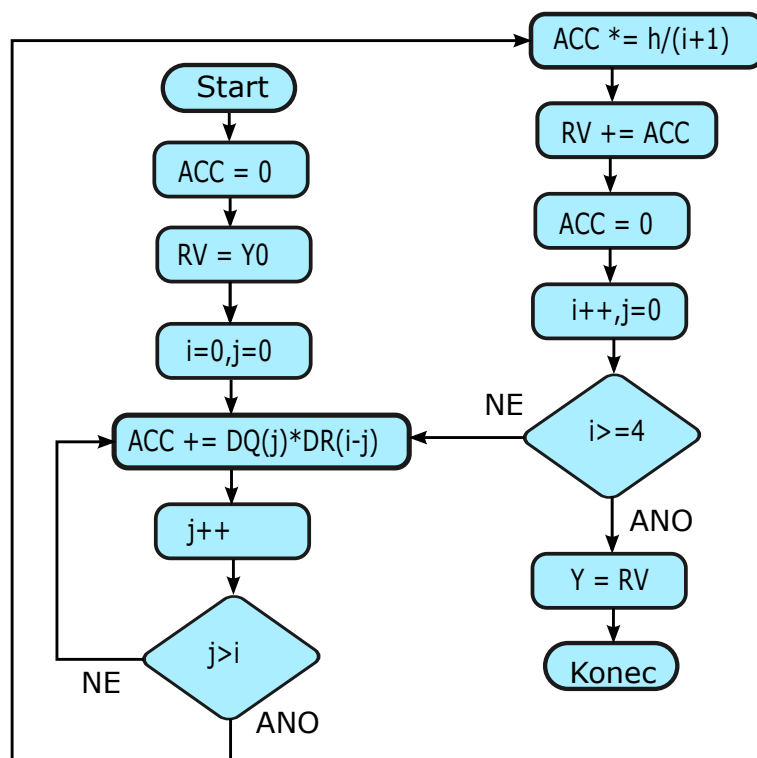 Start
ACC = 0
RV = Y0
i=0,j=0
ACC += DQ(j)*DR(i-j)
j++
j>i
NE
ANO
ACC *= h/(i+1)
RV += ACC
ACC = 0
i++,j=0
i>=4
NE
ANO
Y = RV
Konec